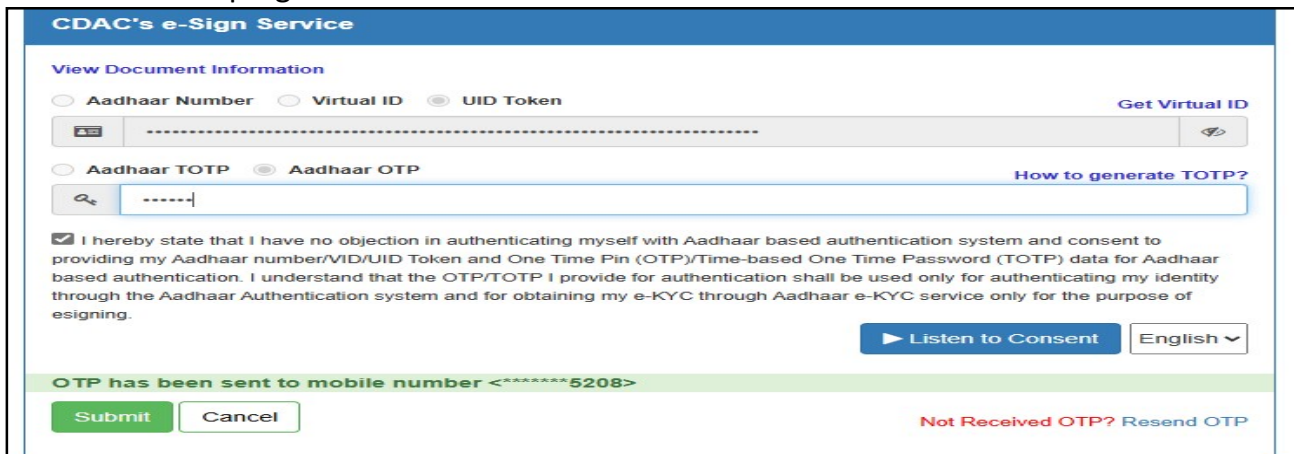 CDAC's e-Sign Service
View Document Information
Aadhaar Number Virtual ID UID Token Get Virtual ID
Aadhaar TOTP Aadhaar OTP How to generate TOTP?
I hereby state that I have no objection in authenticating myself with Aadhaar based authentication system and consent to
providing my Aadhaar number/VID/UID Token and One Time Pin (OTP)/Time-based One Time Password (TOTP) data for Aadhaar
based authentication. I understand that the OTP/TOTP I provide for authentication shall be used only for authenticating my identity
through the Aadhaar Authentication system and for obtaining my e-KYC through Aadhaar e-KYC service only for the purpose of
esigning.
Listen to Consent English
OTP has been sent to mobile number <*******5208>
Submit Cancel Not Received OTP? Resend OTP